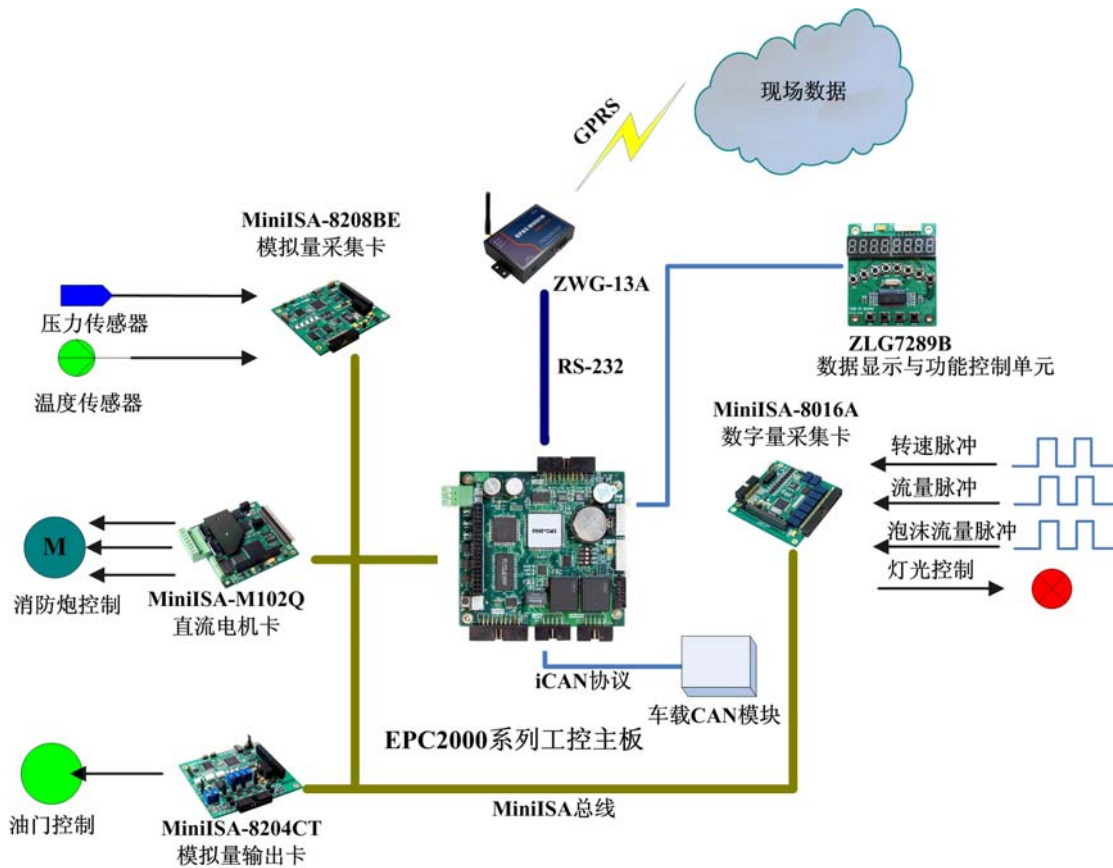 现场数据
GPRS
MiniISA-8208BE
模拟量采集卡
压力传感器
温度传感器
ZWG-13A
RS-232
ZLG7289B
数据显示与功能控制单元
MiniISA-8016A
数字量采集卡
转速脉冲
流量脉冲
泡沫流量脉冲
灯光控制
M
消防炮控制
MiniISA-M102Q
直流电机卡
iCAN协议
车载CAN模块
EPC2000系列工控主板
MiniISA总线
油门控制
MiniISA-8204CT
模拟量输出卡